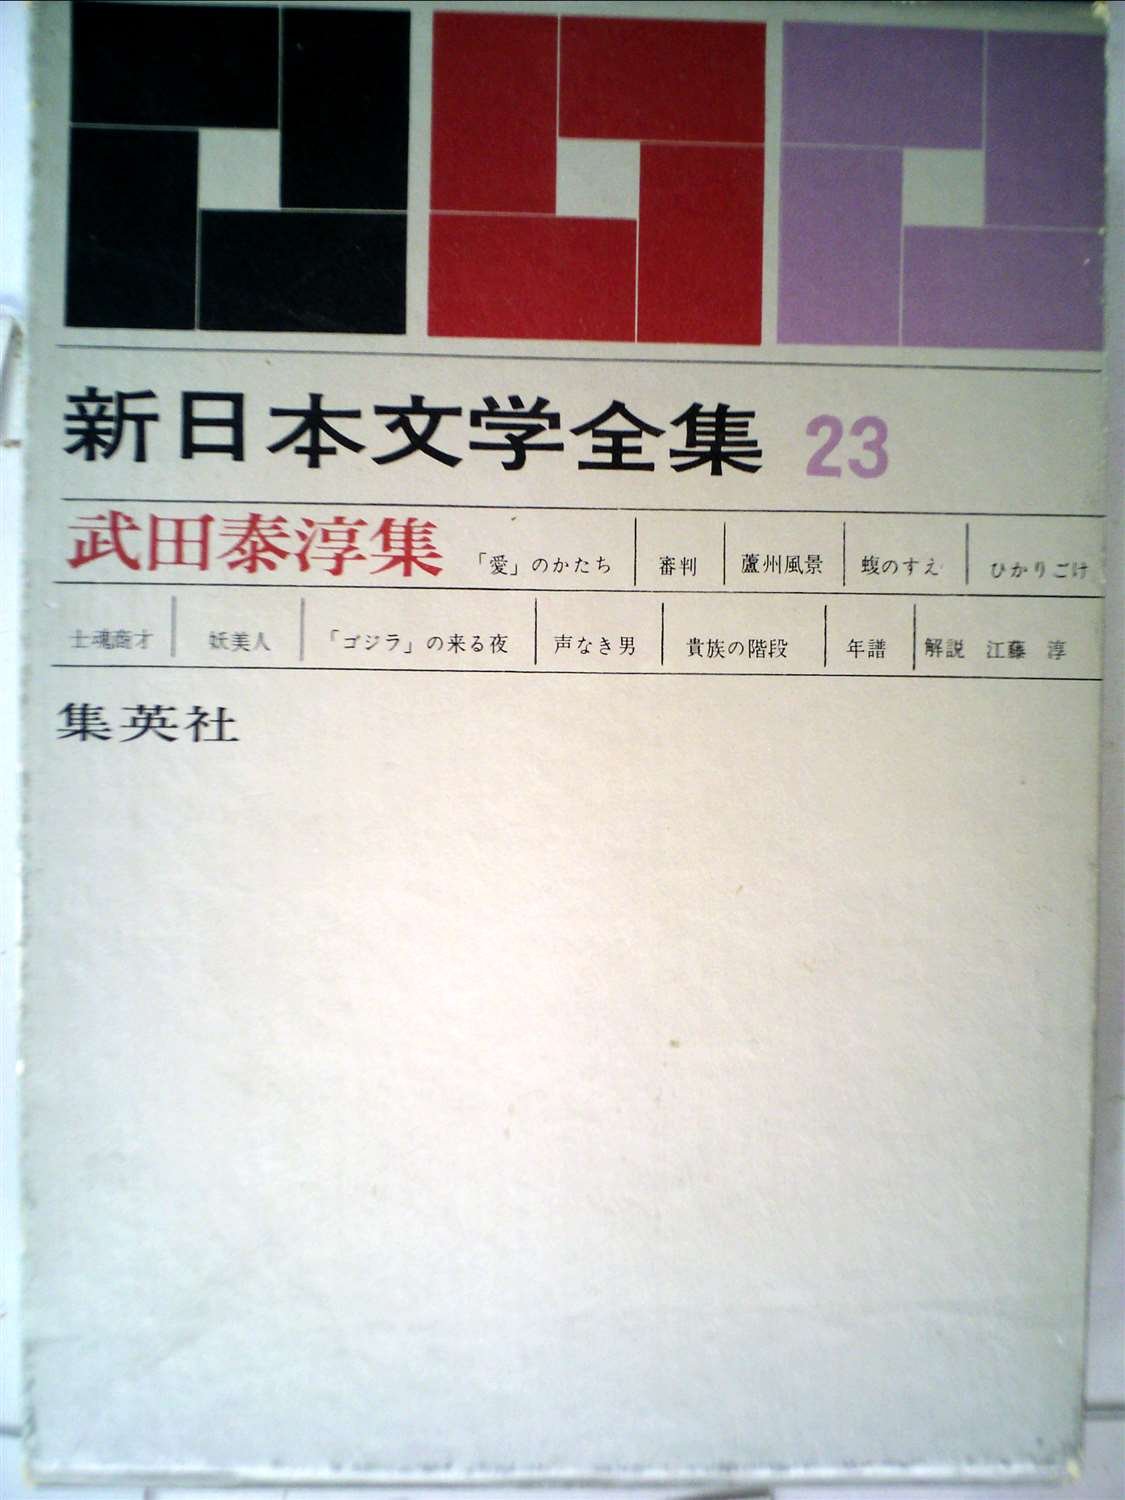 新日本文学全集 23
武田泰淳集 「愛」のかたち 審判 蘆州風景 蝮のすえ ひかりごけ
士魂商才 妖美人 「ゴジラ」の来る夜 声なき男 貴族の階段 年譜 解説 江藤 淳
集英社